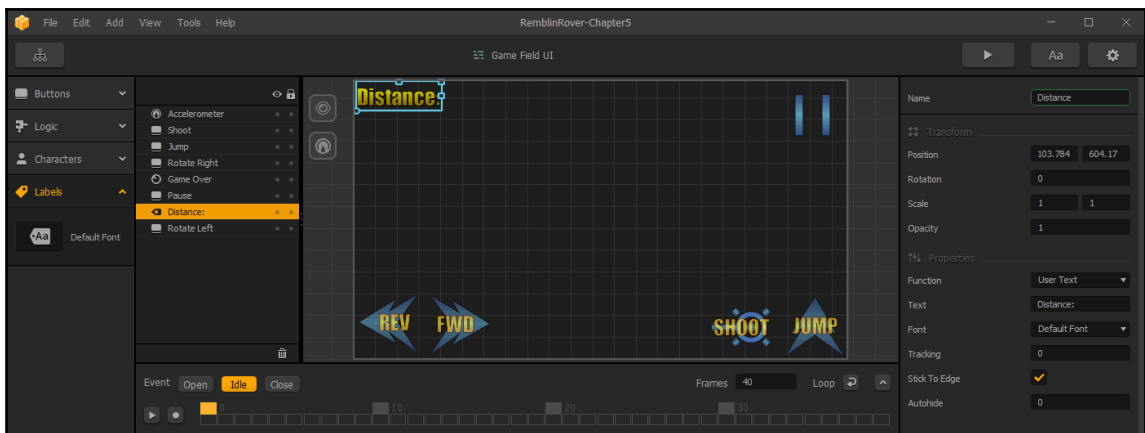 File Edit Add View Tools Help
RemblinRover-Chapter5
Game Field UI
Aa
Buttons
Logic
Characters
Labels
Aa Default Font
Accelerometer
Shoot
Jump
Rotate Right
Game Over
Pause
Distance:
Rotate Left
Distance:
REV FWD SHOOT JUMP
Event Open Idle Close Frames 40 Loop
0 10 20 30
Name Distance
Transform
Position 103.784 604.17
Rotation 0
Scale 1 1
Opacity 1
Properties
Function User Text
Text Distance:
Font Default Font
Tracking 0
Stick To Edge
Autohide 0